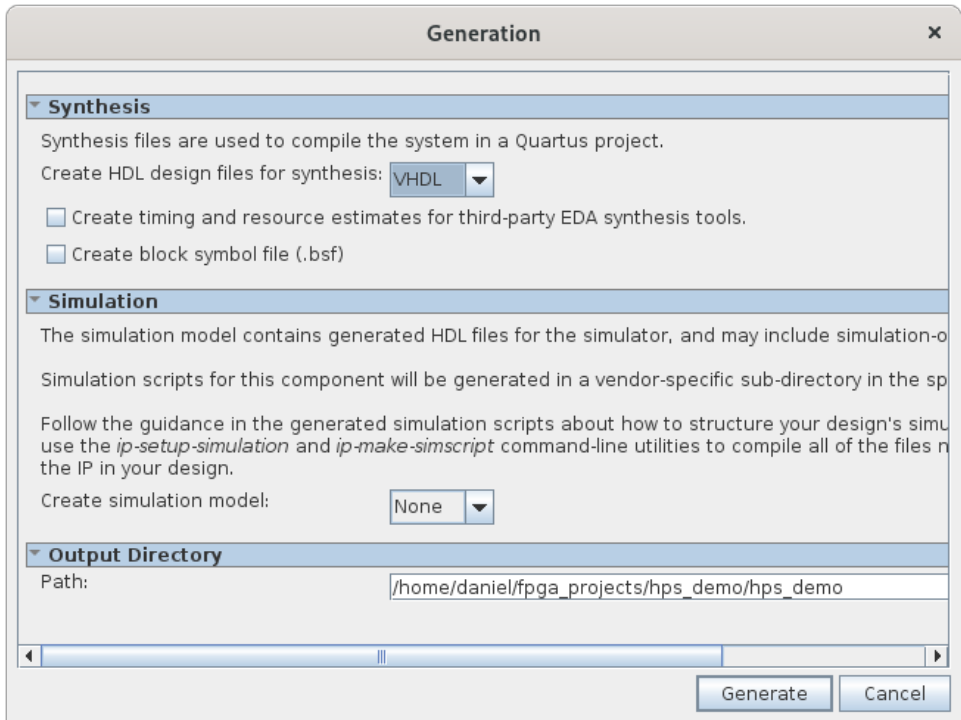 Generation
Synthesis
Synthesis files are used to compile the system in a Quartus project.
Create HDL design files for synthesis: VHDL
Create timing and resource estimates for third-party EDA synthesis tools.
Create block symbol file (.bsf)
Simulation
The simulation model contains generated HDL files for the simulator, and may include simulation-o
Simulation scripts for this component will be generated in a vendor-specific sub-directory in the sp
Follow the guidance in the generated simulation scripts about how to structure your design's simu
use the ip-setup-simulation and ip-make-simscript command-line utilities to compile all of the files n
the IP in your design.
Create simulation model: None
Output Directory
Path: /home/daniel/fpga_projects/hps_demo/hps_demo
Generate Cancel